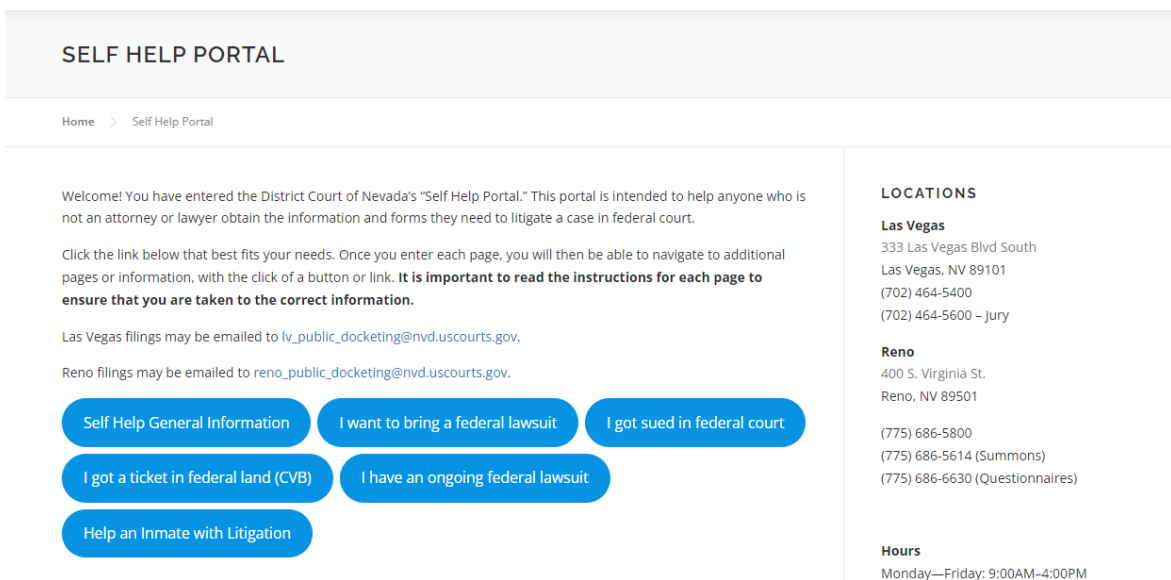 SELF HELP PORTAL
Home
Self Help Portal
Welcome! You have entered the District Court of Nevada's “Self Help Portal.” This portal is intended to help anyone who is
not an attorney or lawyer obtain the information and forms they need to litigate a case in federal court.
Click the link below that best fits your needs. Once you enter each page, you will then be able to navigate to additional
pages or information, with the click of a button or link. It is important to read the instructions for each page to
ensure that you are taken to the correct information.
Las Vegas filings may be emailed to lv_public_docketing@nvd.uscourts.gov.
Reno filings may be emailed to reno_public_docketing@nvd.uscourts.gov.
Self Help General Information
I want to bring a federal lawsuit
I got sued in federal court
I got a ticket in federal land (CVB)
I have an ongoing federal lawsuit
Help an Inmate with Litigation
LOCATIONS
Las Vegas
333 Las Vegas Blvd South
Las Vegas, NV 89101
(702) 464-5400
(702) 464-5600 – Jury
Reno
400 S. Virginia St.
Reno, NV 89501
(775) 686-5800
(775) 686-5614 (Summons)
(775) 686-6630 (Questionnaires)
Hours
Monday—Friday: 9:00AM–4:00PM